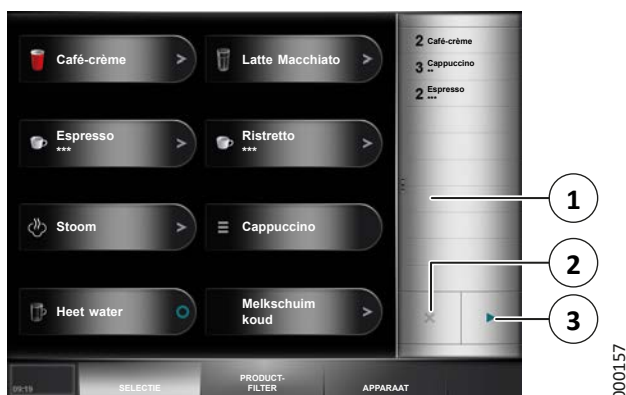 Café-crème
Latte Macchiato
Espresso
***
Ristretto
***
Stoom
Cappuccino
Heet water
Melkschuim
koud
2 Café-crème
3 Cappuccino
**
2 Espresso
***
1
2
3
09:19
SELECTIE
PRODUCT-
FILTER
APPARAAT
000157